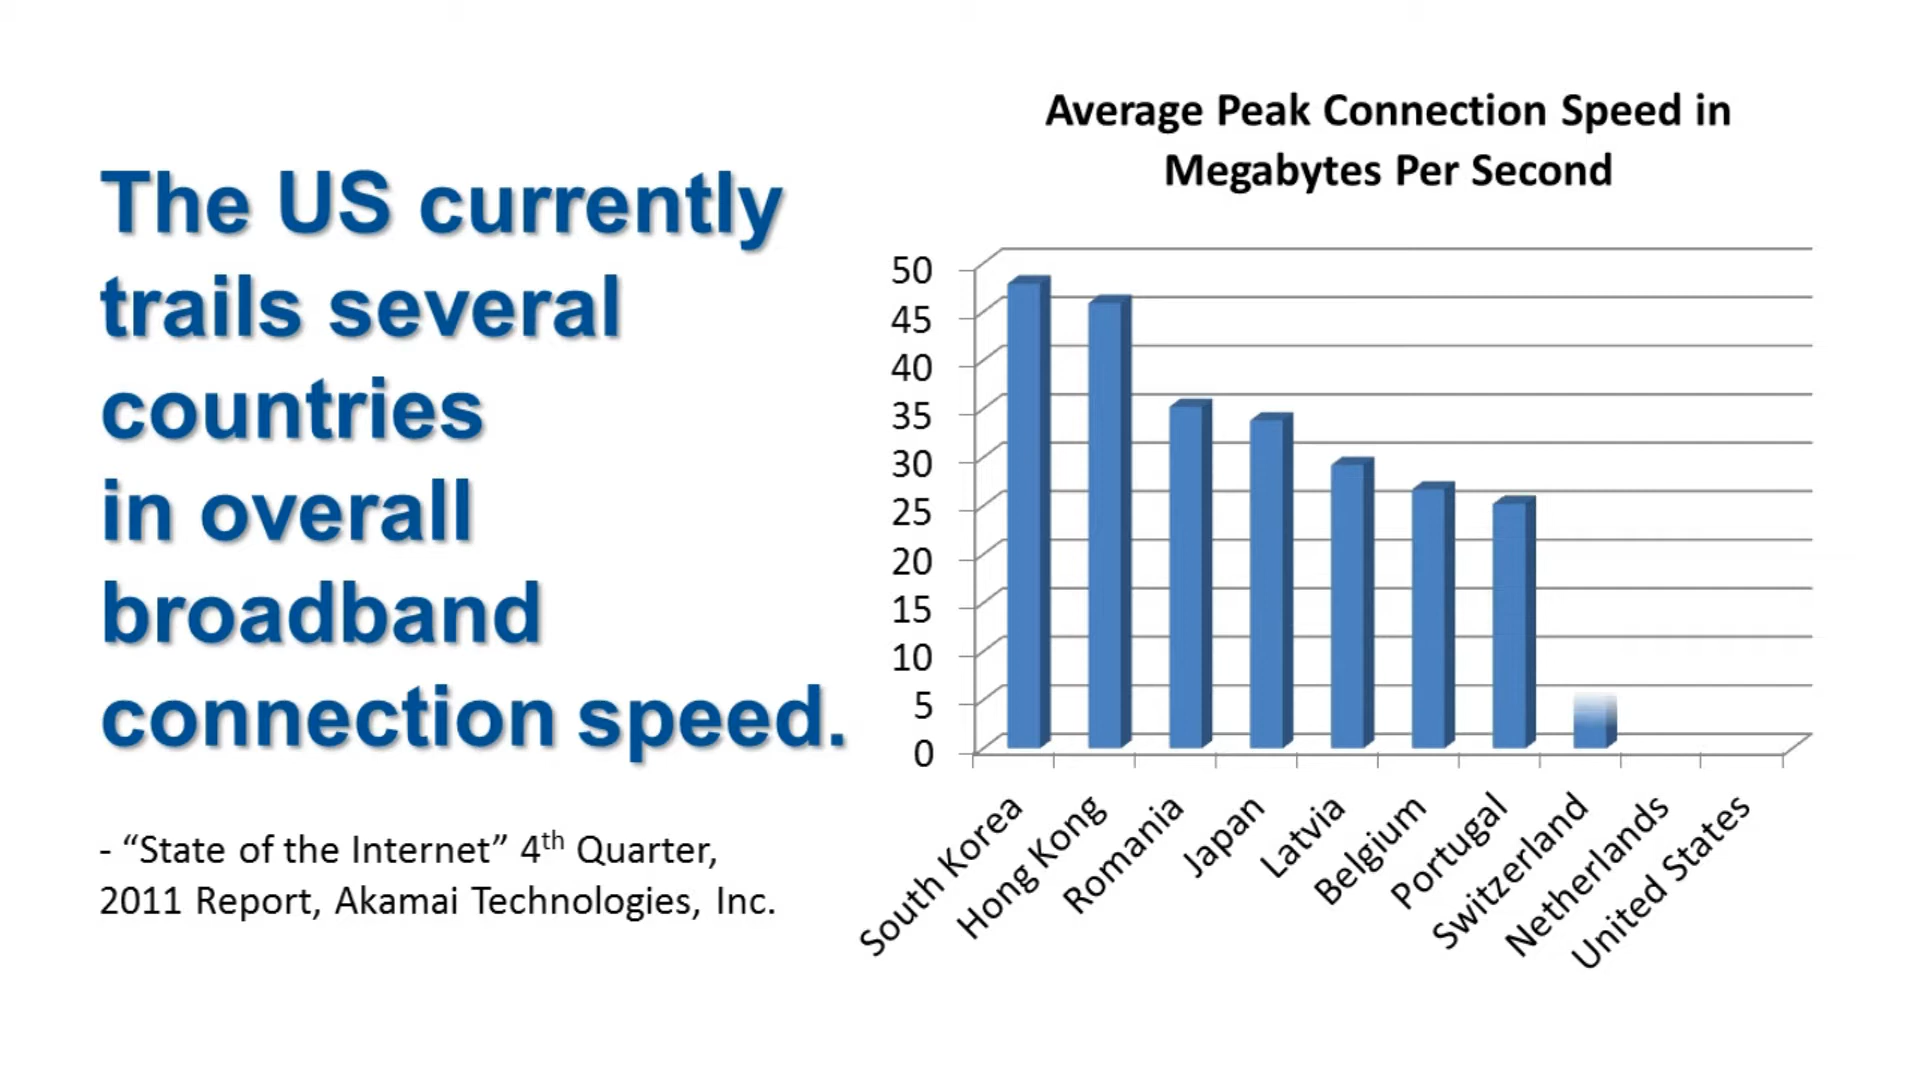 The US currently
trails several
countries
in overall
broadband
connection speed.
- “State of the Internet” 4th Quarter,
2011 Report, Akamai Technologies, Inc.
Average Peak Connection Speed in
Megabytes Per Second
50
45
40
35
30
25
20
15
10
5
0
South Korea
Hong Kong
Romania
Japan
Latvia
Belgium
Portugal
Switzerland
Netherlands
United States